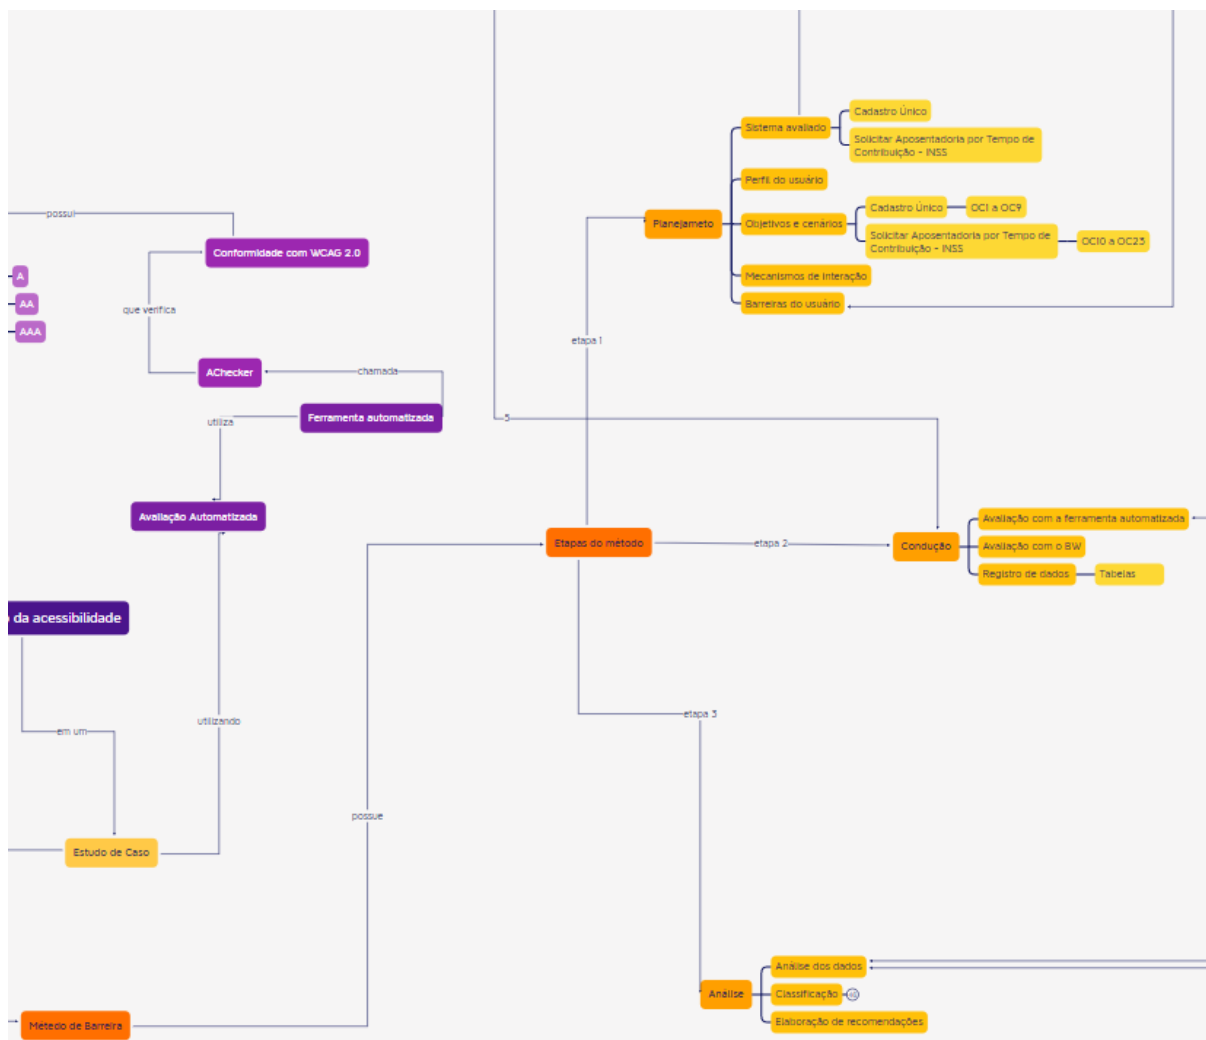 possui
Conformidade com WCAG 2.0
que verifica
A
AA
AAA
AChecker
chamada
Ferramenta automatizada
utiliza
Avaliação Automatizada
da acessibilidade
em um
utilizando
Estudo de Caso
possue
Método de Barreira
Etapas do método
etapa 1
Planejameto
Sistema avaliado
Cadastro Único
Solicitar Aposentadoria por Tempo de
Contribuição - INSS
Perfil do usuário
Objetivos e cenários
Cadastro Único
OC1 a OC9
Solicitar Aposentadoria por Tempo de
Contribuição - INSS
OC10 a OC23
Mecanismos de interação
Barreiras do usuário
5
etapa 2
Condução
Avaliação com a ferramenta automatizada
Avaliação com o BW
Registro de dados
Tabelas
etapa 3
Análise
Análise dos dados
Classificação
Elaboração de recomendações